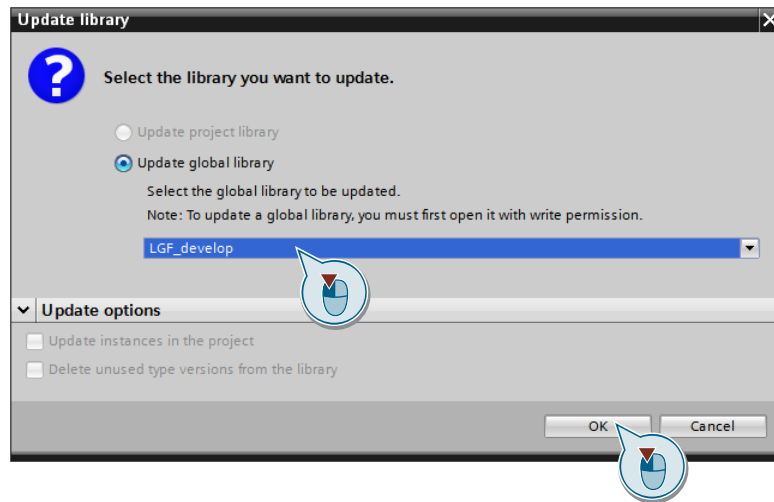 Update library
Select the library you want to update.
Update project library
Update global library
Select the global library to be updated.
Note: To update a global library, you must first open it with write permission.
LGF_develop
Update options
Update instances in the project
Delete unused type versions from the library
OK
Cancel